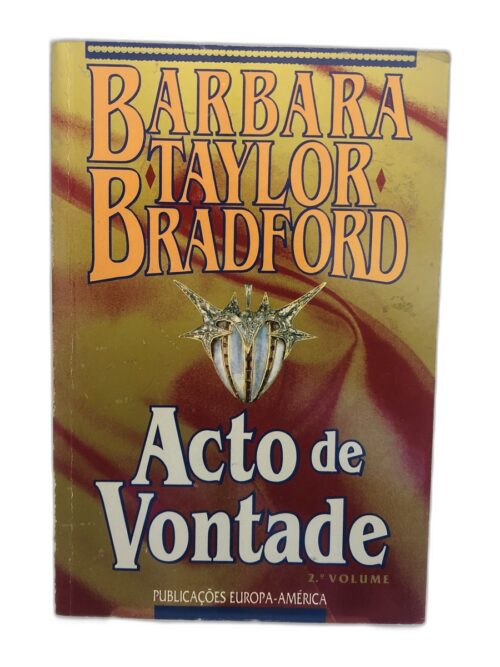 BARBARA
TAYLOR
BRADFORD
Acto de
Vontade
2.º VOLUME
PUBLICAÇÕES EUROPA-AMÉRICA